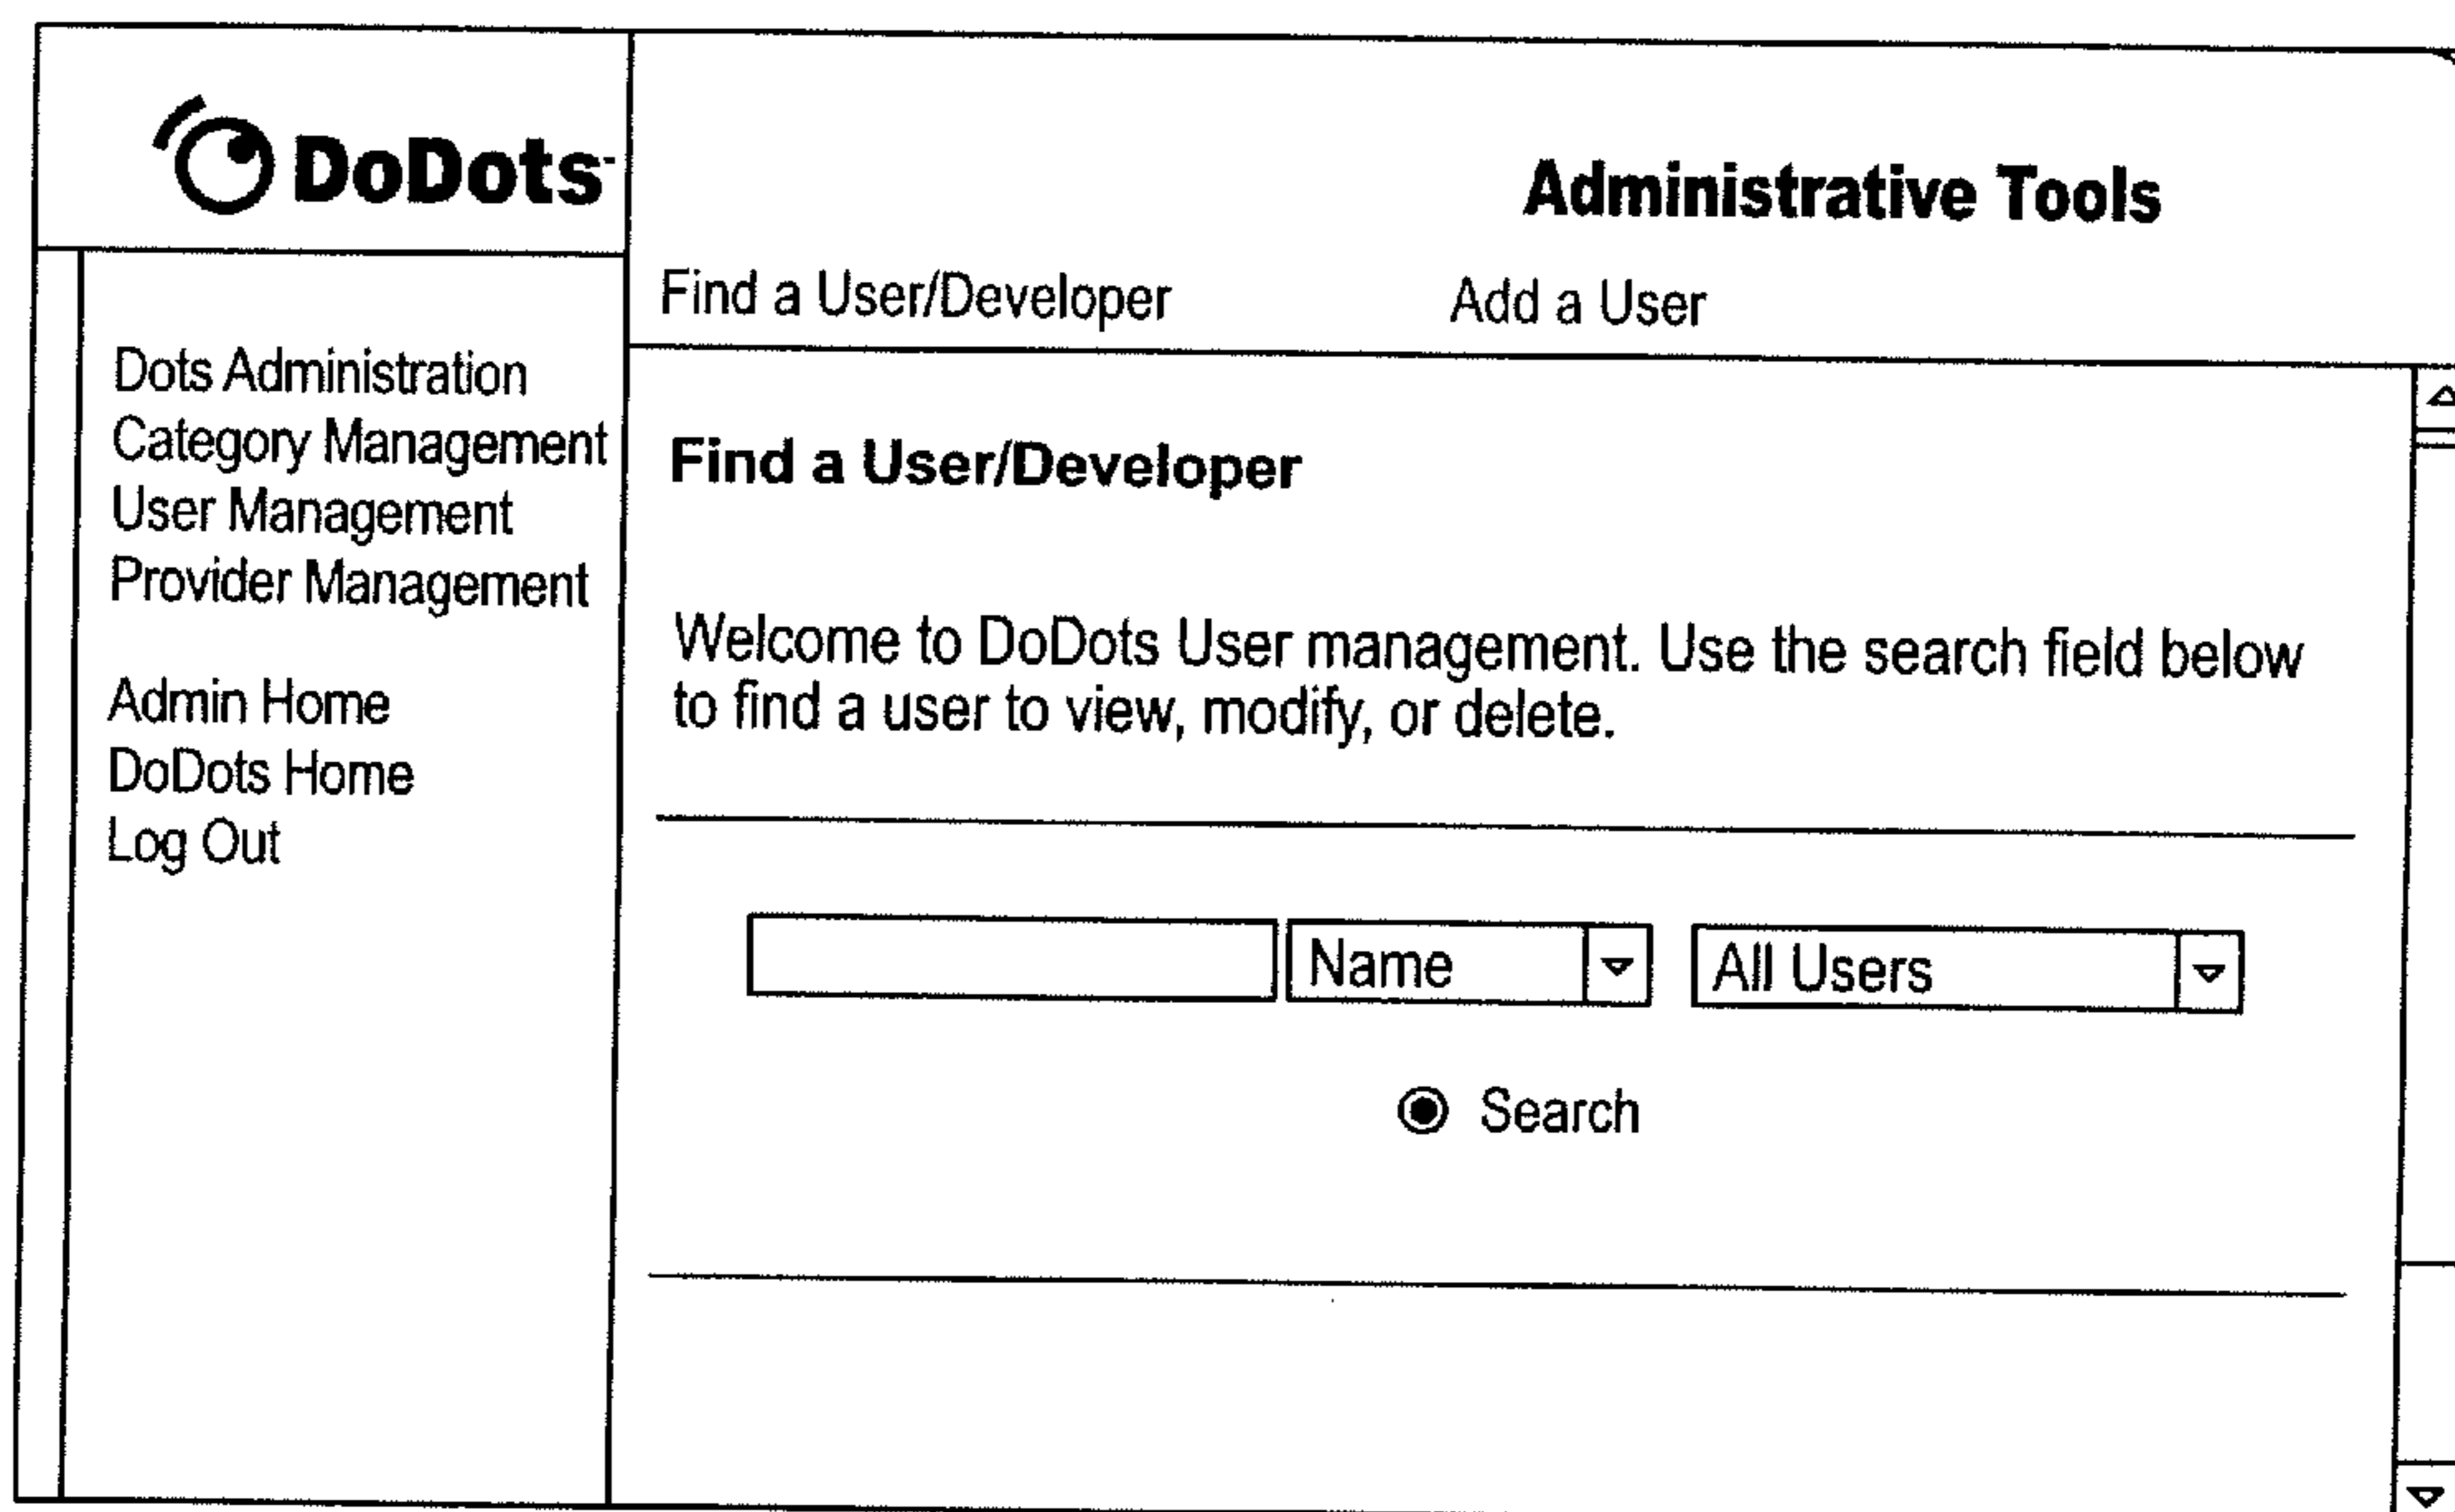 DoDots
Administrative Tools
Find a User/Developer
Add a User
Dots Administration
Category Management
User Management
Provider Management
Admin Home
DoDots Home
Log Out
Find a User/Developer
Welcome to DoDots User management. Use the search field below
to find a user to view, modify, or delete.
Name
All Users
Search